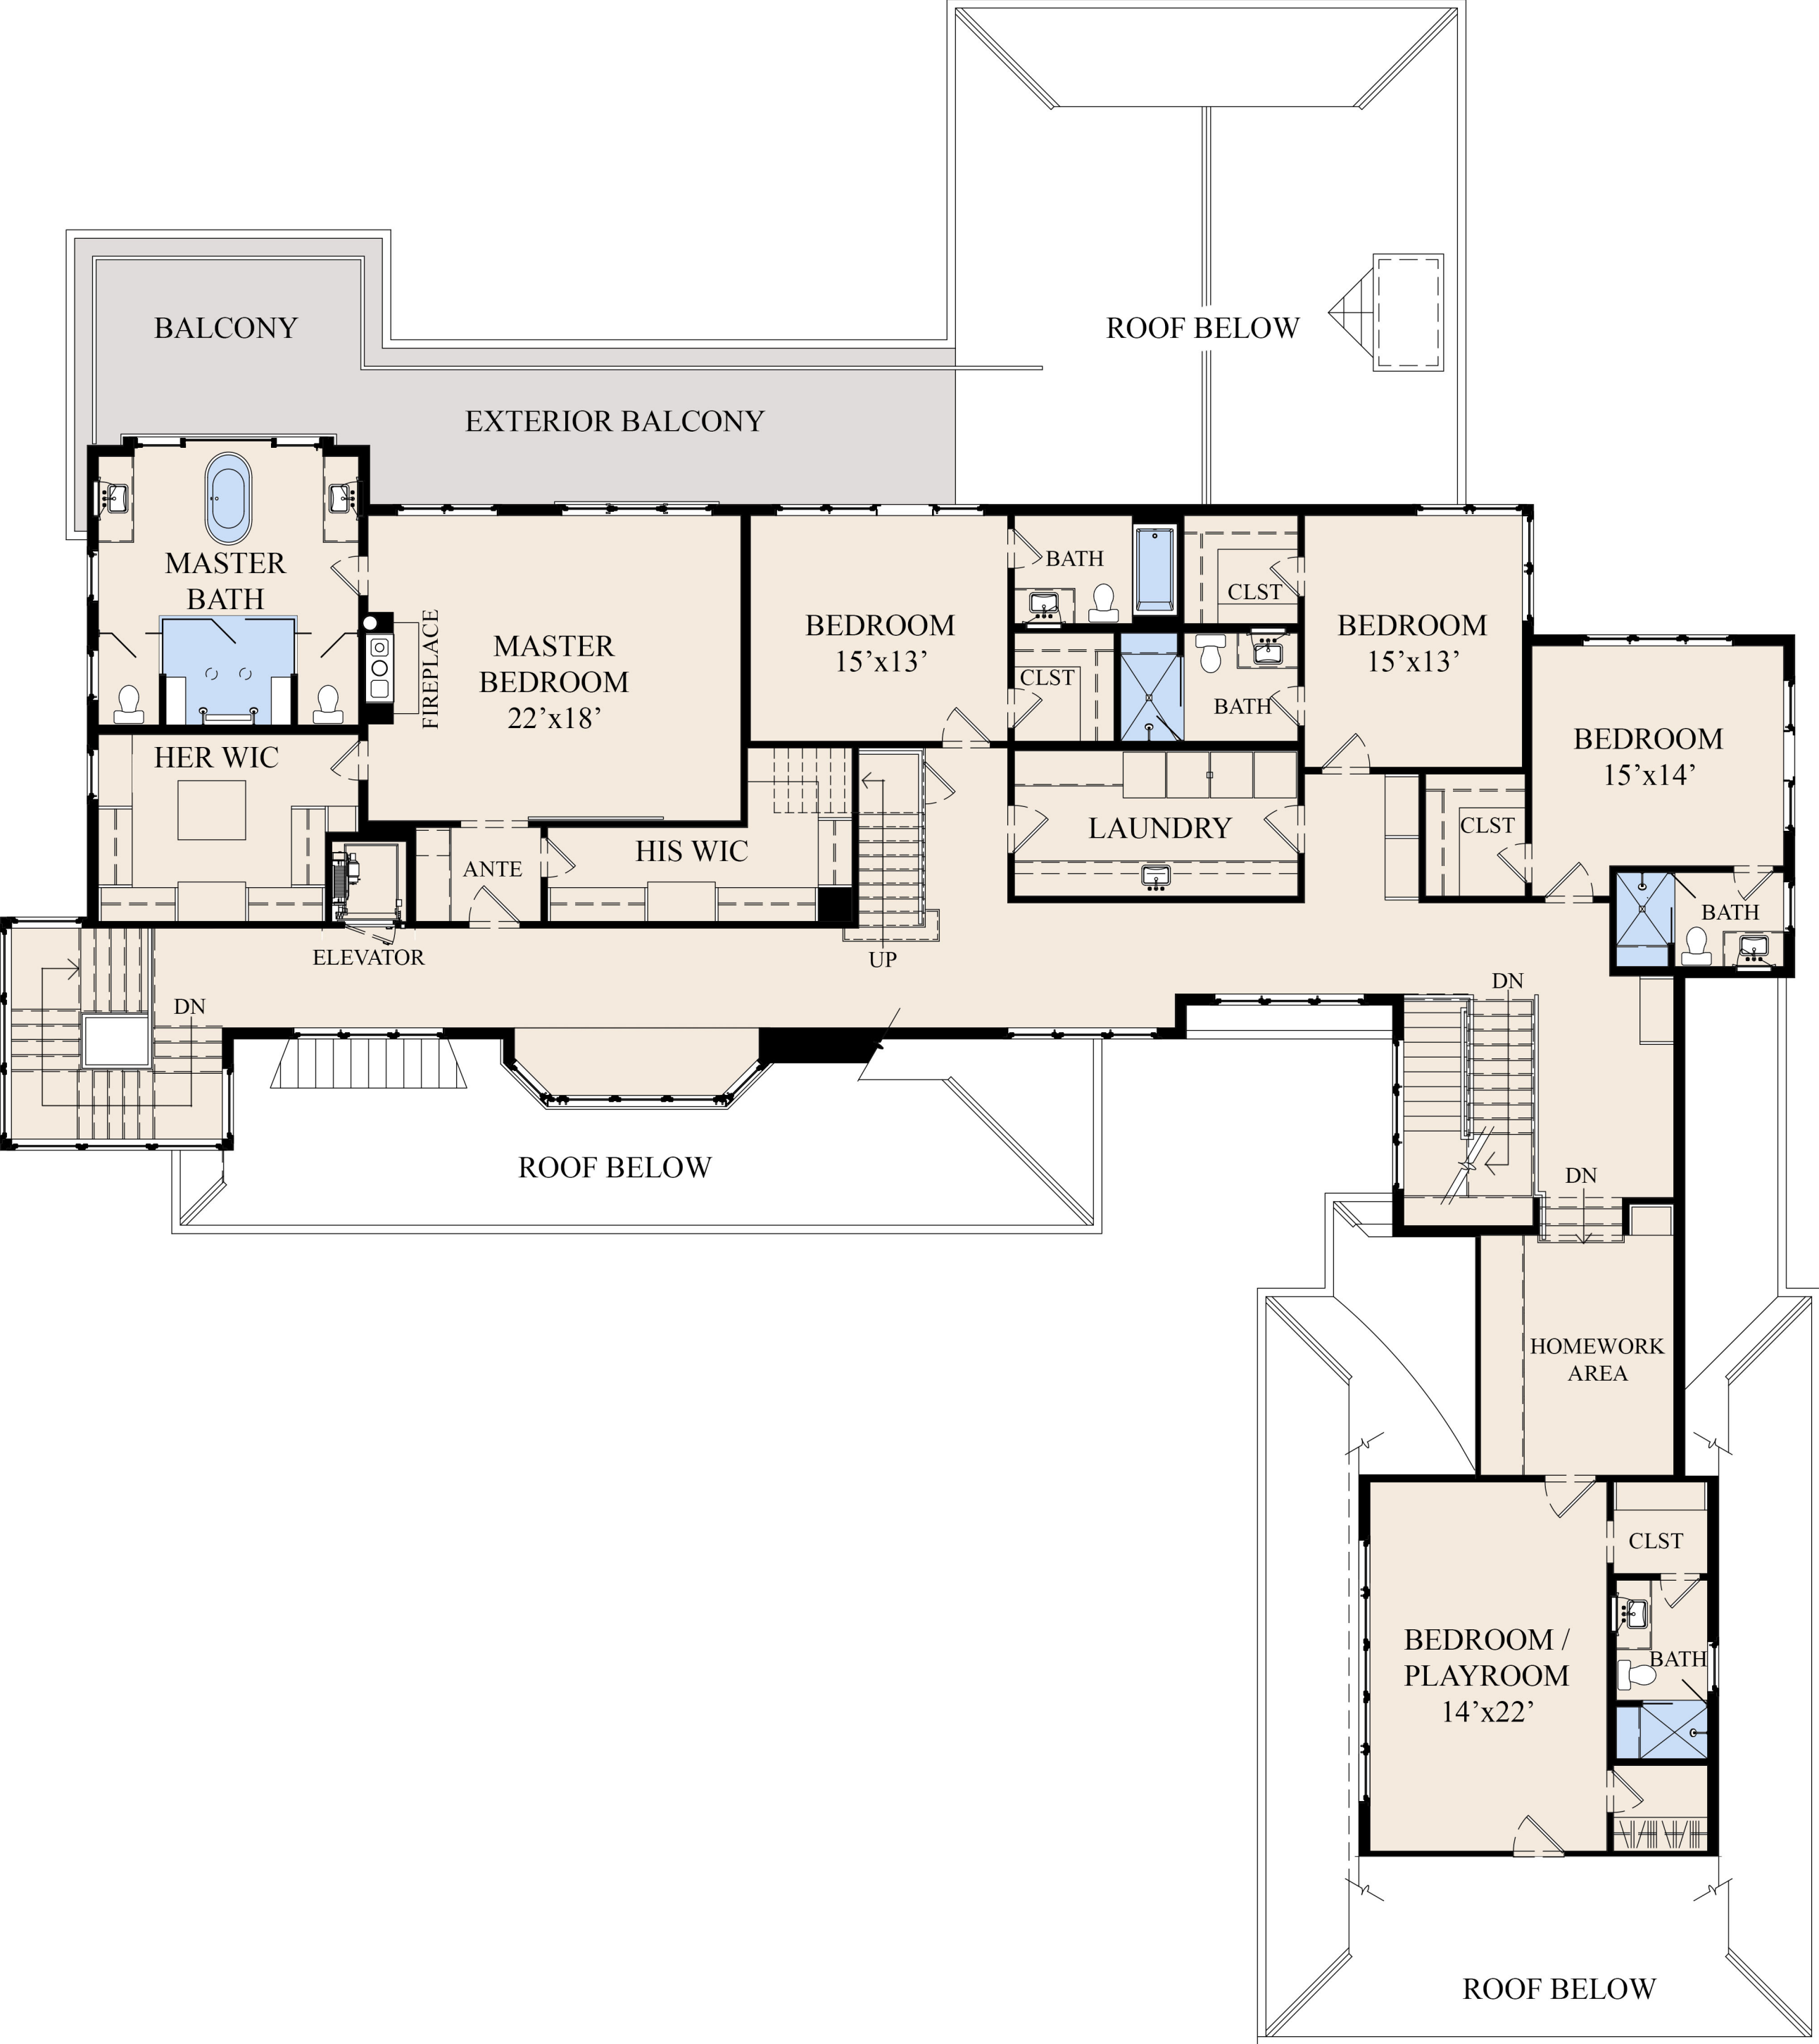 ROOF BELOW
BALCONY
EXTERIOR BALCONY
MASTER
BATH
FIREPLACE
MASTER
BEDROOM
22’x18’
BEDROOM
15’x13’
BATH
CLST
CLST
BATH
BEDROOM
15’x13’
BEDROOM
15’x14’
HER WIC
ANTE
HIS WIC
LAUNDRY
CLST
BATH
ELEVATOR
UP
DN
DN
ROOF BELOW
DN
HOMEWORK
AREA
CLST
BEDROOM /
PLAYROOM
14’x22’
BATH
ROOF BELOW